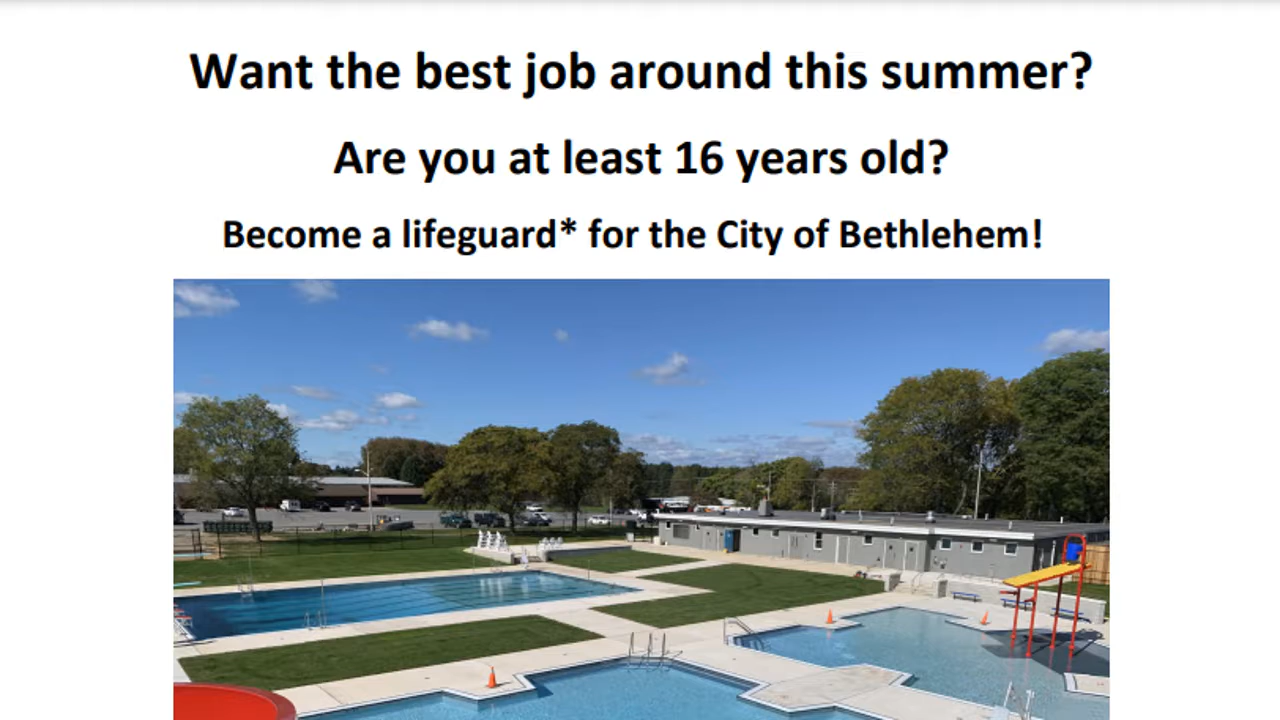 Want the best job around this summer?
Are you at least 16 years old?
Become a lifeguard* for the City of Bethlehem!